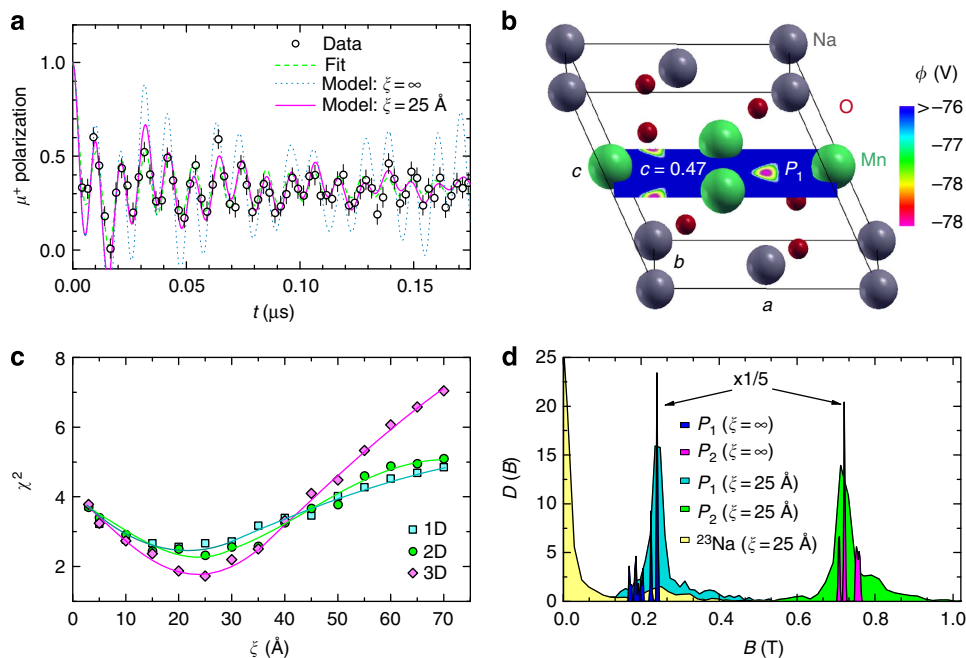 a
μ+ polarization
1.0
0.5
0.0
Data
Fit
Model: ξ = ∞
Model: ξ = 25 Å
0.00
0.05
0.10
0.15
t (μs)
b
Na
O
Mn
c = 0.47
P1
c
b
a
ϕ (V)
>−76
−77
−78
−78
c
χ2
8
6
4
2
1D
2D
3D
0
10
20
30
40
50
60
70
ξ (Å)
d
D (B)
25
20
15
10
5
0
x1/5
P1 (ξ = ∞)
P2 (ξ = ∞)
P1 (ξ = 25 Å)
P2 (ξ = 25 Å)
23Na (ξ = 25 Å)
0.0
0.2
0.4
0.6
0.8
1.0
B (T)